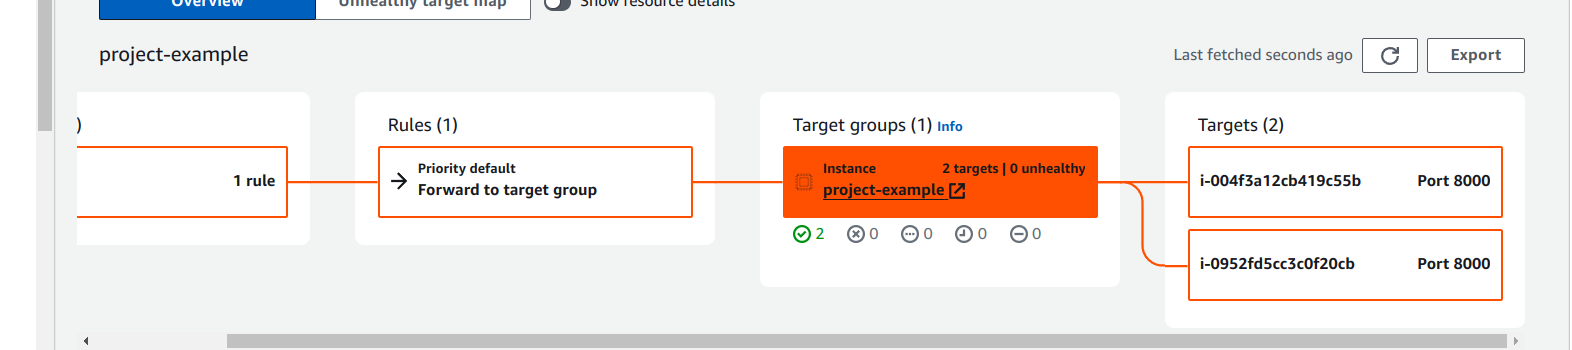 Overview
Unhealthy target map
Show resource details
project-example
Last fetched seconds ago
Export
)
1 rule
Rules (1)
Priority default
Forward to target group
Target groups (1) Info
Instance
2 targets | 0 unhealthy
project-example
2 0 0 0 0
Targets (2)
i-004f3a12cb419c55b Port 8000
i-0952fd5cc3c0f20cb Port 8000